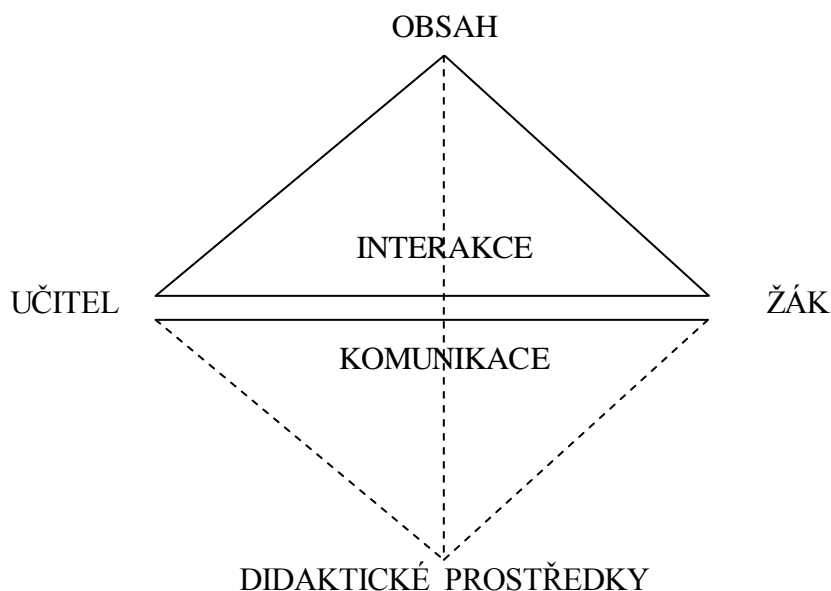 OBSAH
INTERAKCE
UČITEL
ŽÁK
KOMUNIKACE
DIDAKTICKÉ PROSTŘEDKY